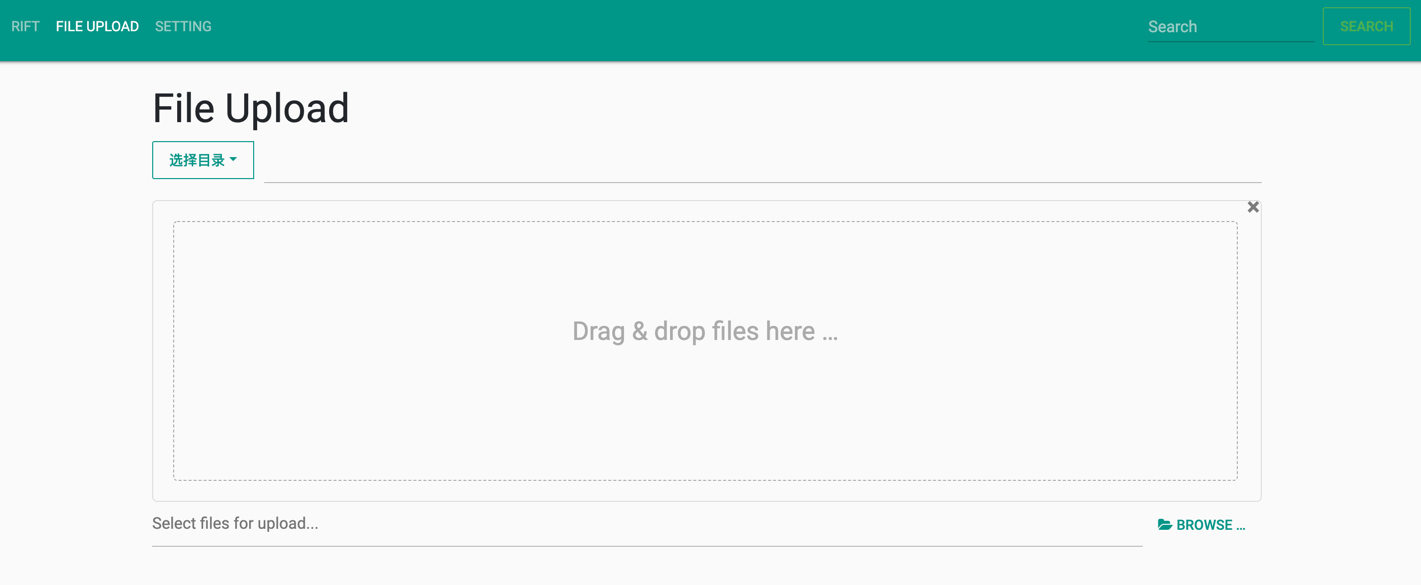 RIFT FILE UPLOAD SETTING Search SEARCH
File Upload
选择目录
Drag & drop files here ...
Select files for upload...
BROWSE ...